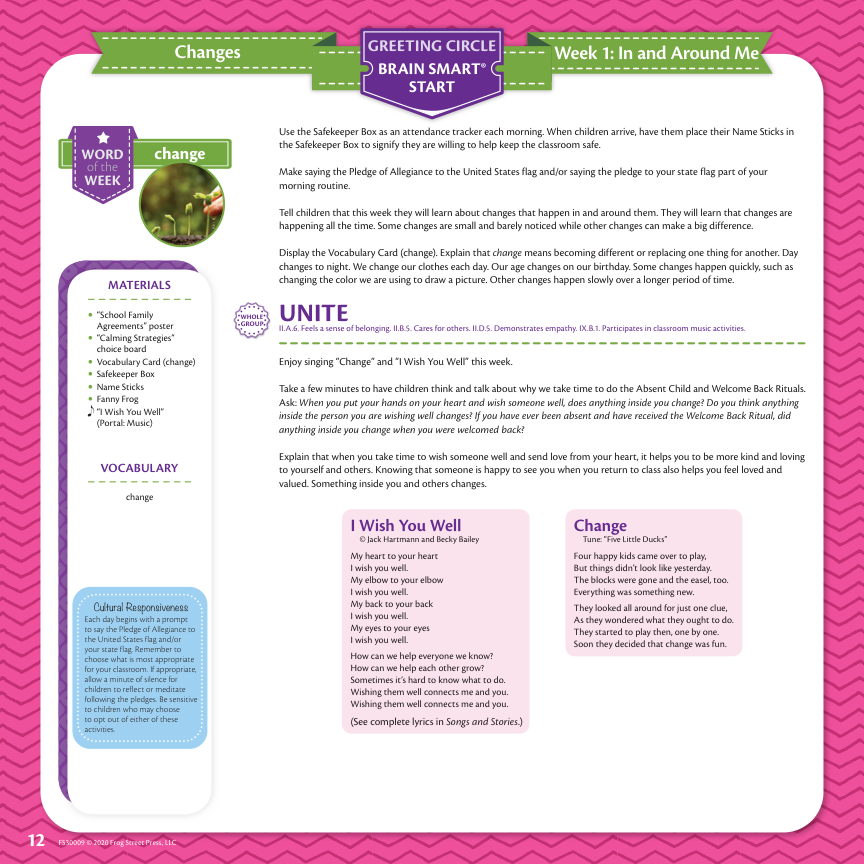 Changes
GREETING CIRCLE
BRAIN SMART®
START
Week 1: In and Around Me
WORD
of the
WEEK
change
MATERIALS
• "School Family
Agreements" poster
• "Calming Strategies"
choice board
• Vocabulary Card (change)
• Safekeeper Box
• Name Sticks
• Fanny Frog
♪ "I Wish You Well"
(Portal: Music)
VOCABULARY
change
Cultural Responsiveness
Each day begins with a prompt
to say the Pledge of Allegiance to
the United States flag and/or
your state flag. Remember to
choose what is most appropriate
for your classroom. If appropriate,
allow a minute of silence for
children to reflect or meditate
following the pledges. Be sensitive
to children who may choose
to opt out of either of these
activities.
Use the Safekeeper Box as an attendance tracker each morning. When children arrive, have them place their Name Sticks in
the Safekeeper Box to signify they are willing to help keep the classroom safe.
Make saying the Pledge of Allegiance to the United States flag and/or saying the pledge to your state flag part of your
morning routine.
Tell children that this week they will learn about changes that happen in and around them. They will learn that changes are
happening all the time. Some changes are small and barely noticed while other changes can make a big difference.
Display the Vocabulary Card (change). Explain that change means becoming different or replacing one thing for another. Day
changes to night. We change our clothes each day. Our age changes on our birthday. Some changes happen quickly, such as
changing the color we are using to draw a picture. Other changes happen slowly over a longer period of time.
WHOLE
GROUP
UNITE
II.A.6. Feels a sense of belonging. II.B.5. Cares for others. II.D.5. Demonstrates empathy. IX.B.1. Participates in classroom music activities.
Enjoy singing "Change" and "I Wish You Well" this week.
Take a few minutes to have children think and talk about why we take time to do the Absent Child and Welcome Back Rituals.
Ask: When you put your hands on your heart and wish someone well, does anything inside you change? Do you think anything
inside the person you are wishing well changes? If you have ever been absent and have received the Welcome Back Ritual, did
anything inside you change when you were welcomed back?
Explain that when you take time to wish someone well and send love from your heart, it helps you to be more kind and loving
to yourself and others. Knowing that someone is happy to see you when you return to class also helps you feel loved and
valued. Something inside you and others changes.
I Wish You Well
© Jack Hartmann and Becky Bailey
My heart to your heart
I wish you well.
My elbow to your elbow
I wish you well.
My back to your back
I wish you well.
My eyes to your eyes
I wish you well.
How can we help everyone we know?
How can we help each other grow?
Sometimes it's hard to know what to do.
Wishing them well connects me and you.
Wishing them well connects me and you.
(See complete lyrics in Songs and Stories.)
Change
Tune: "Five Little Ducks"
Four happy kids came over to play,
But things didn't look like yesterday.
The blocks were gone and the easel, too.
Everything was something new.
They looked all around for just one clue,
As they wondered what they ought to do.
They started to play then, one by one.
Soon they decided that change was fun.
12 FS30009 © 2020 Frog Street Press, LLC